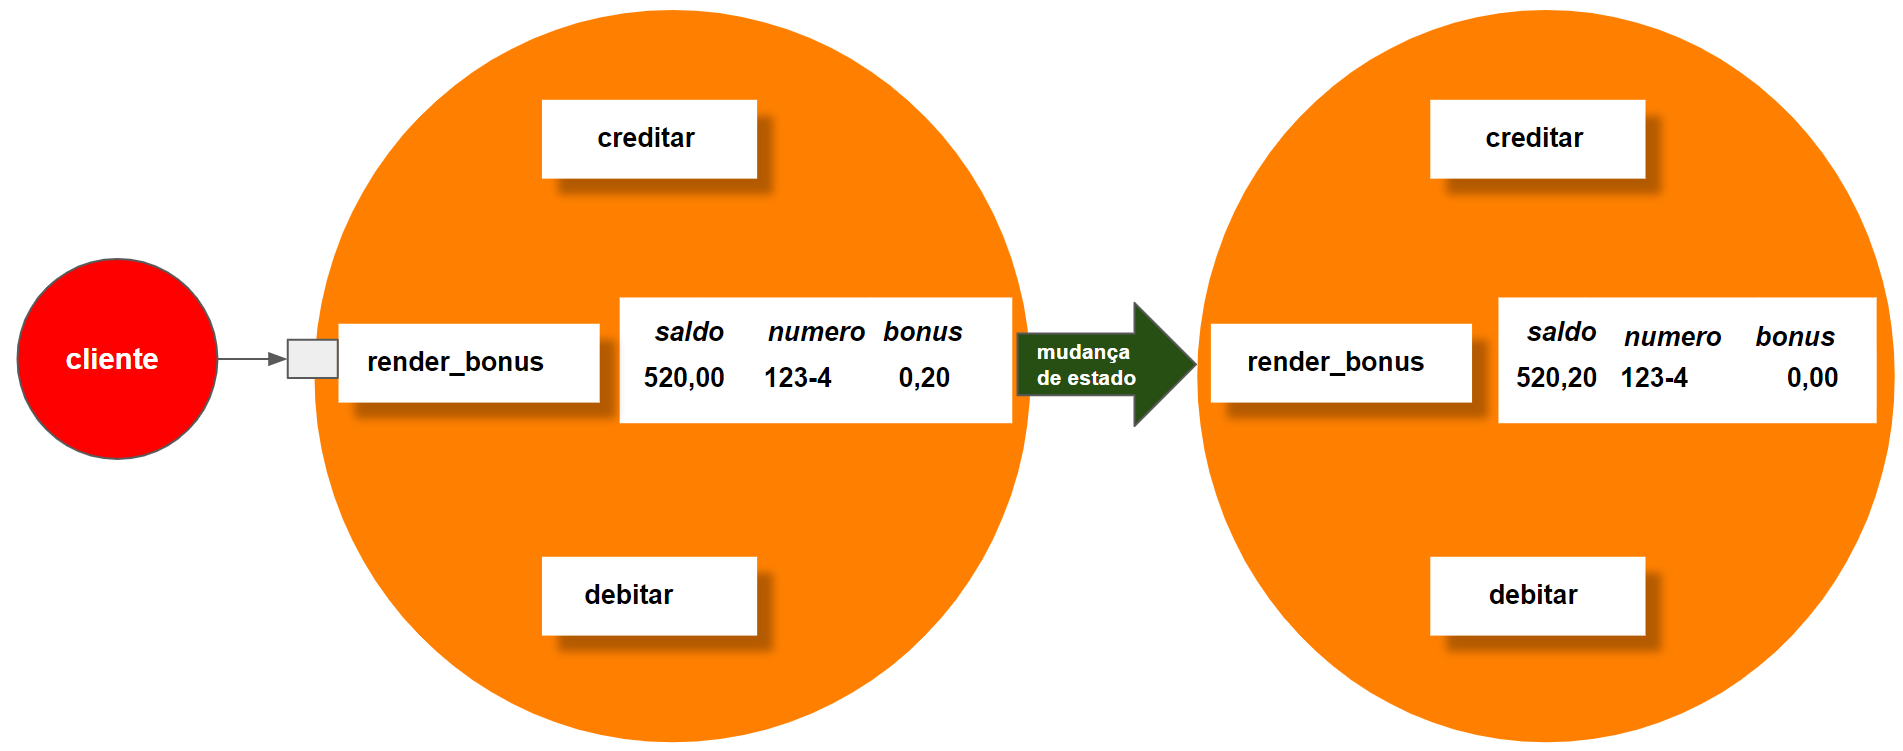 cliente
creditar
render_bonus
saldo numero bonus
520,00 123-4 0,20
debitar
mudança
de estado
creditar
render_bonus
saldo numero bonus
520,20 123-4 0,00
debitar